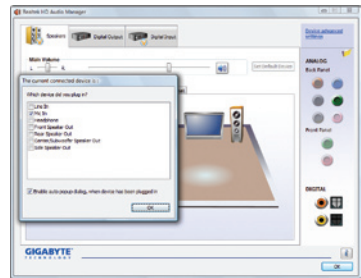 Realtek HD Audio Manager
Speakers
Digital Output
Digital Input
Device advanced settings
Main Volume
L
R
Set Default Device
ANALOG
Back Panel
The current connected device is :
Which device did you plug in?
Line In
Mic In
Headphone
Front Speaker Out
Rear Speaker Out
Center/Subwoofer Speaker Out
Side Speaker Out
Enable auto popup dialog, when device has been plugged in
OK
Front Panel
DIGITAL
GIGABYTE
TECHNOLOGY
i
OK